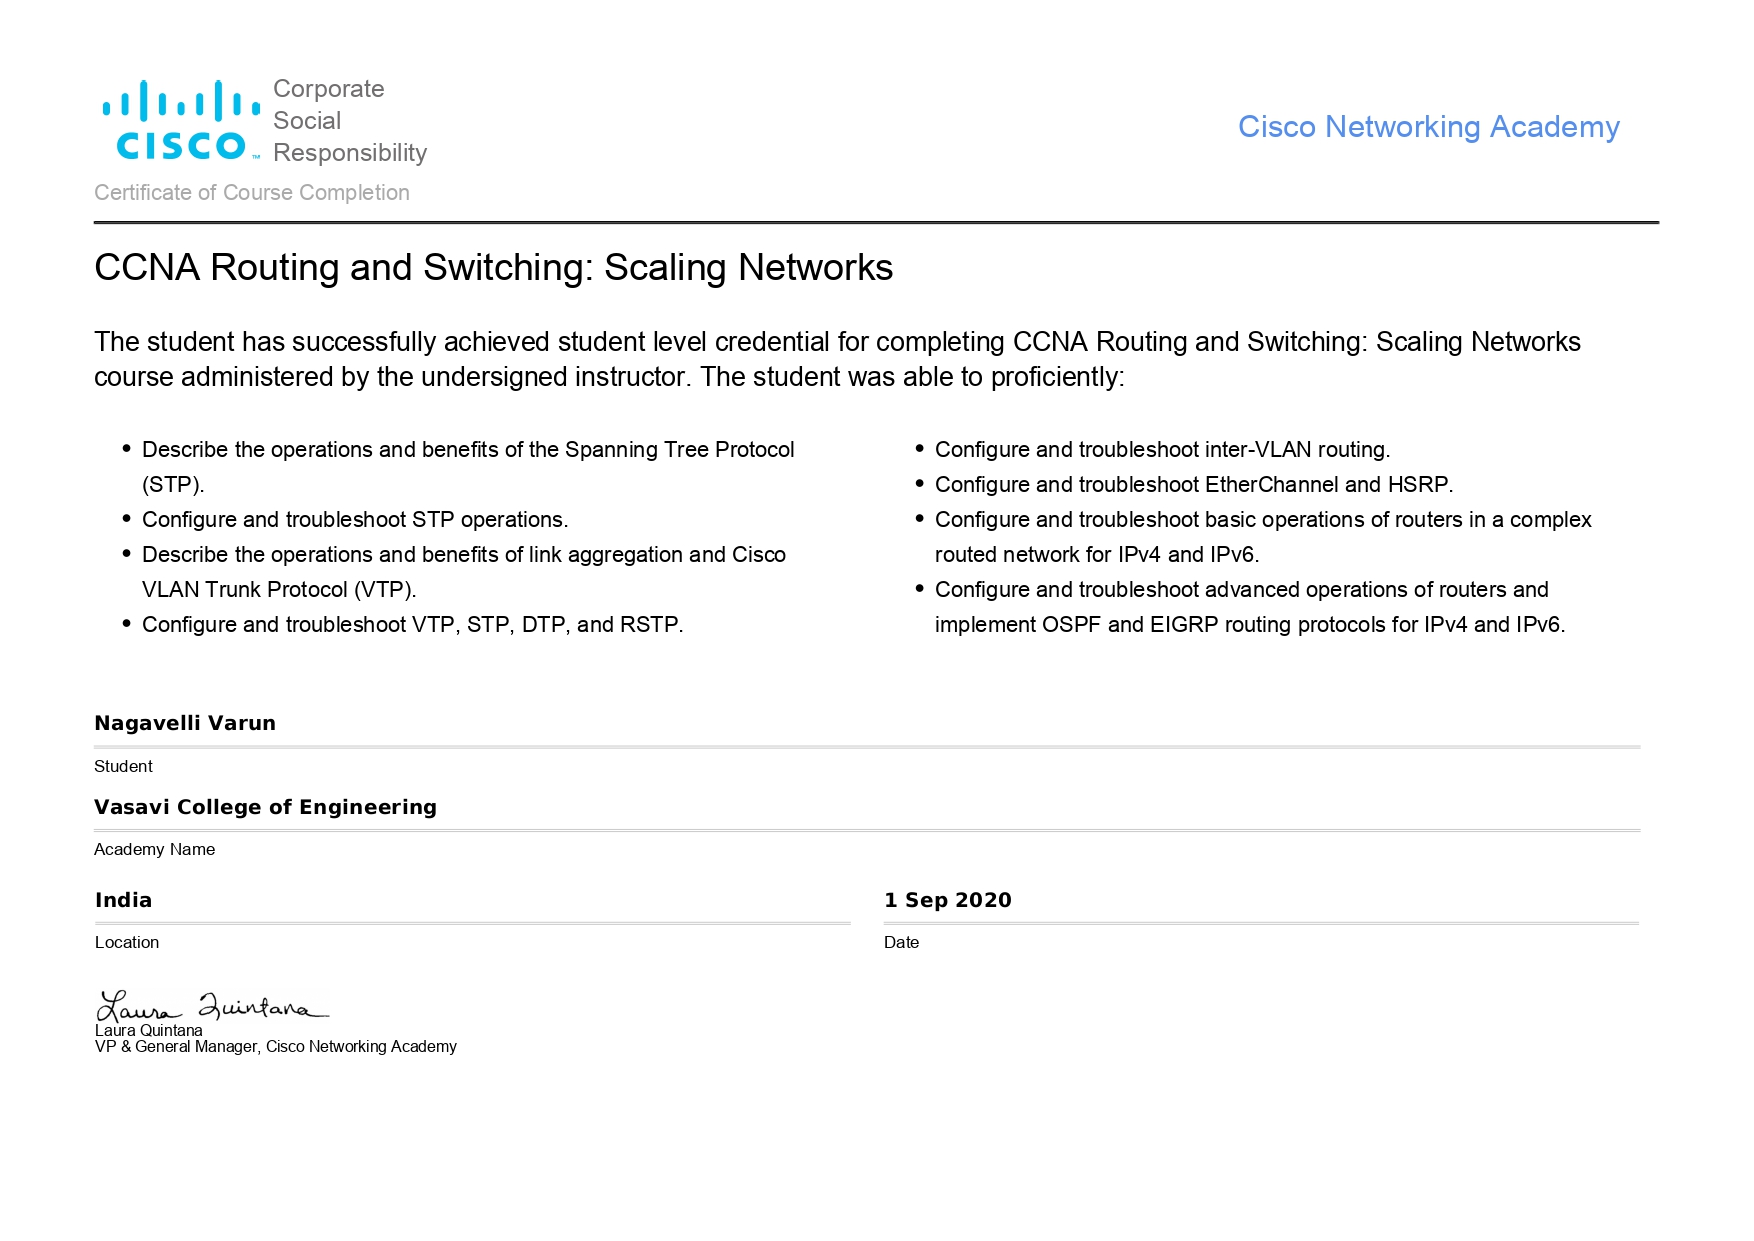 Corporate
Social
Responsibility
CISCO™
Cisco Networking Academy
Certificate of Course Completion
CCNA Routing and Switching: Scaling Networks
The student has successfully achieved student level credential for completing CCNA Routing and Switching: Scaling Networks
course administered by the undersigned instructor. The student was able to proficiently:
• Describe the operations and benefits of the Spanning Tree Protocol
(STP).
• Configure and troubleshoot STP operations.
• Describe the operations and benefits of link aggregation and Cisco
VLAN Trunk Protocol (VTP).
• Configure and troubleshoot VTP, STP, DTP, and RSTP.
• Configure and troubleshoot inter-VLAN routing.
• Configure and troubleshoot EtherChannel and HSRP.
• Configure and troubleshoot basic operations of routers in a complex
routed network for IPv4 and IPv6.
• Configure and troubleshoot advanced operations of routers and
implement OSPF and EIGRP routing protocols for IPv4 and IPv6.
Nagavelli Varun
Student
Vasavi College of Engineering
Academy Name
India
Location
1 Sep 2020
Date
Laura Quintana
Laura Quintana
VP & General Manager, Cisco Networking Academy